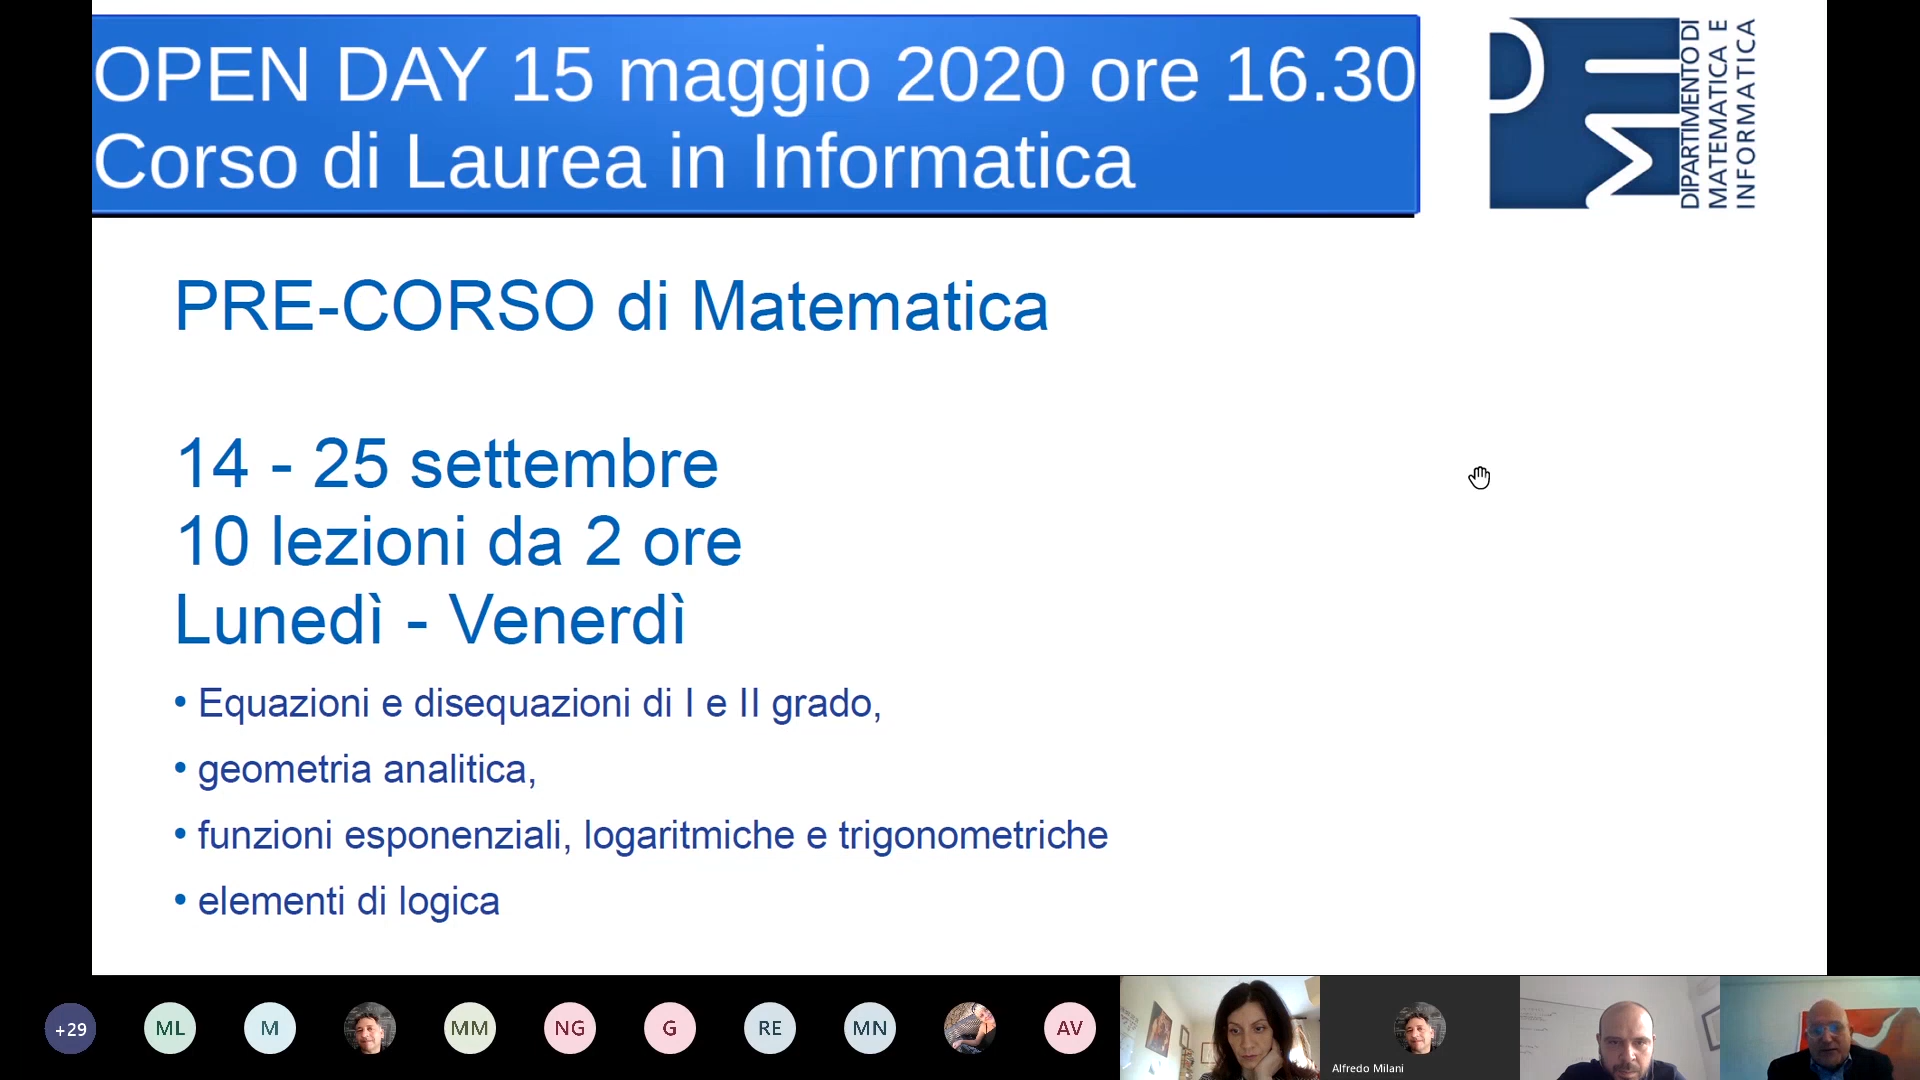 OPEN DAY 15 maggio 2020 ore 16.30
Corso di Laurea in Informatica
DIPARTIMENTO DI
MATEMATICA E
INFORMATICA
PRE-CORSO di Matematica
14 - 25 settembre
10 lezioni da 2 ore
Lunedì - Venerdì
• Equazioni e disequazioni di I e II grado,
• geometria analitica,
• funzioni esponenziali, logaritmiche e trigonometriche
• elementi di logica
+29
ML
M
MM
NG
G
RE
MN
AV
Alfredo Milani